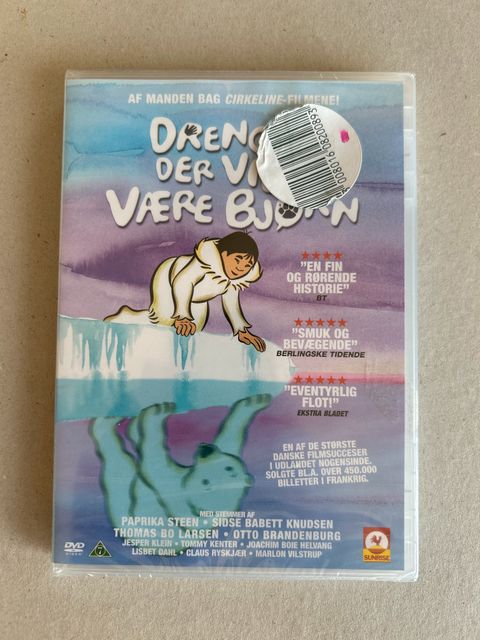 AF MANDEN BAG CIRKELINE-FILMENE!
DRENG
DER VI
VÆRE BJØRN
★★★★
"EN FIN
OG RØRENDE
HISTORIE"
BT
★★★★★
"SMUK OG
BEVÆGENDE"
BERLINGSKE TIDENDE
★★★★★
"EVENTYRLIG
FLOT!"
EKSTRA BLADET
EN AF DE STØRSTE
DANSKE FILMSUCCESER
I UDLANDET NOGENSINDE.
SOLGTE BL.A. OVER 450.000
BILLETTER I FRANKRIG.
MED STEMMER AF
PAPRIKA STEEN • SIDSE BABETT KNUDSEN
THOMAS BO LARSEN • OTTO BRANDENBURG
JESPER KLEIN • TOMMY KENTER • JOACHIM BOIE HELVANG
LISBET DAHL • CLAUS RYSKJÆR • MARLON VILSTRUP
DVD
VIDEO
7
SUNRISE